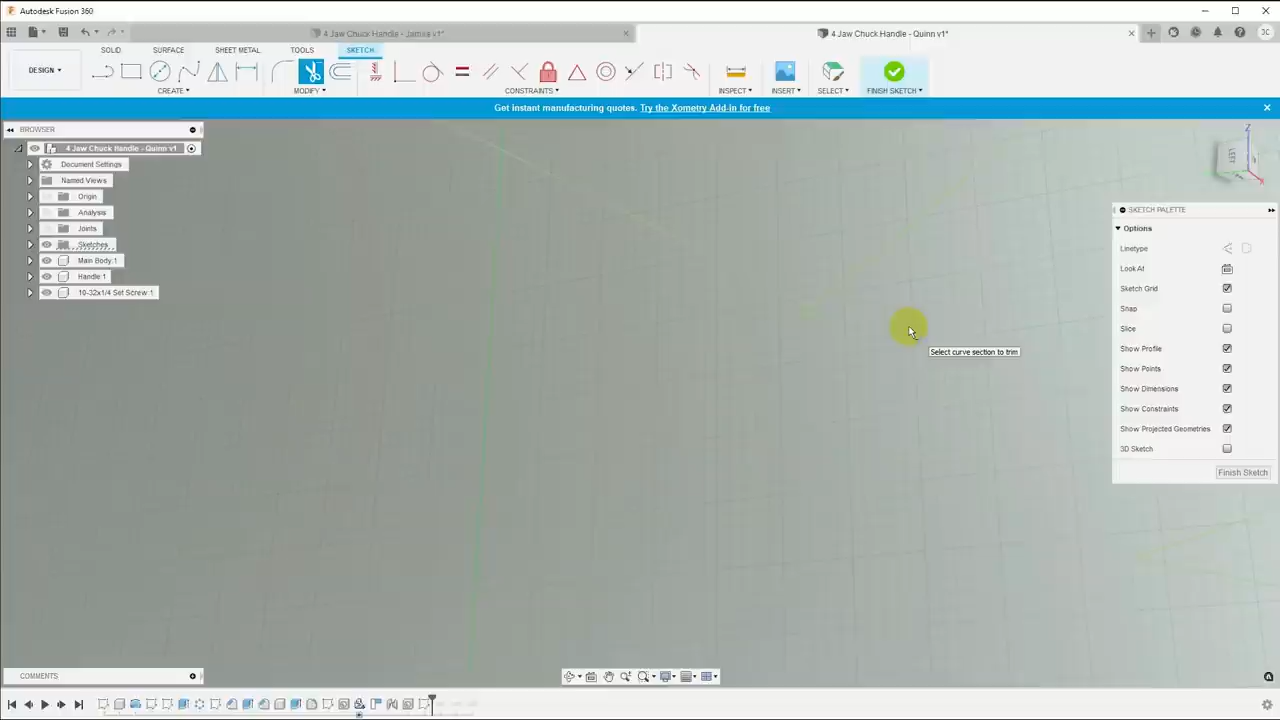 Autodesk Fusion 360
4 Jaw Chuck Handle - Jamies v1*
4 Jaw Chuck Handle - Quinn v1*
JC
SOLID
SURFACE
SHEET METAL
TOOLS
SKETCH
DESIGN
CREATE
MODIFY
CONSTRAINTS
INSPECT
INSERT
SELECT
FINISH SKETCH
Get instant manufacturing quotes. Try the Xometry Add-in for free
BROWSER
4 Jaw Chuck Handle - Quinn v1
Document Settings
Named Views
Origin
Analysis
Joints
Sketches
Main Body:1
Handle:1
10-32x1/4 Set Screw:1
Z
LEFT
X
SKETCH PALETTE
Options
Linetype
Look At
Sketch Grid
Snap
Slice
Show Profile
Show Points
Show Dimensions
Show Constraints
Show Projected Geometries
3D Sketch
Finish Sketch
Select curve section to trim
COMMENTS